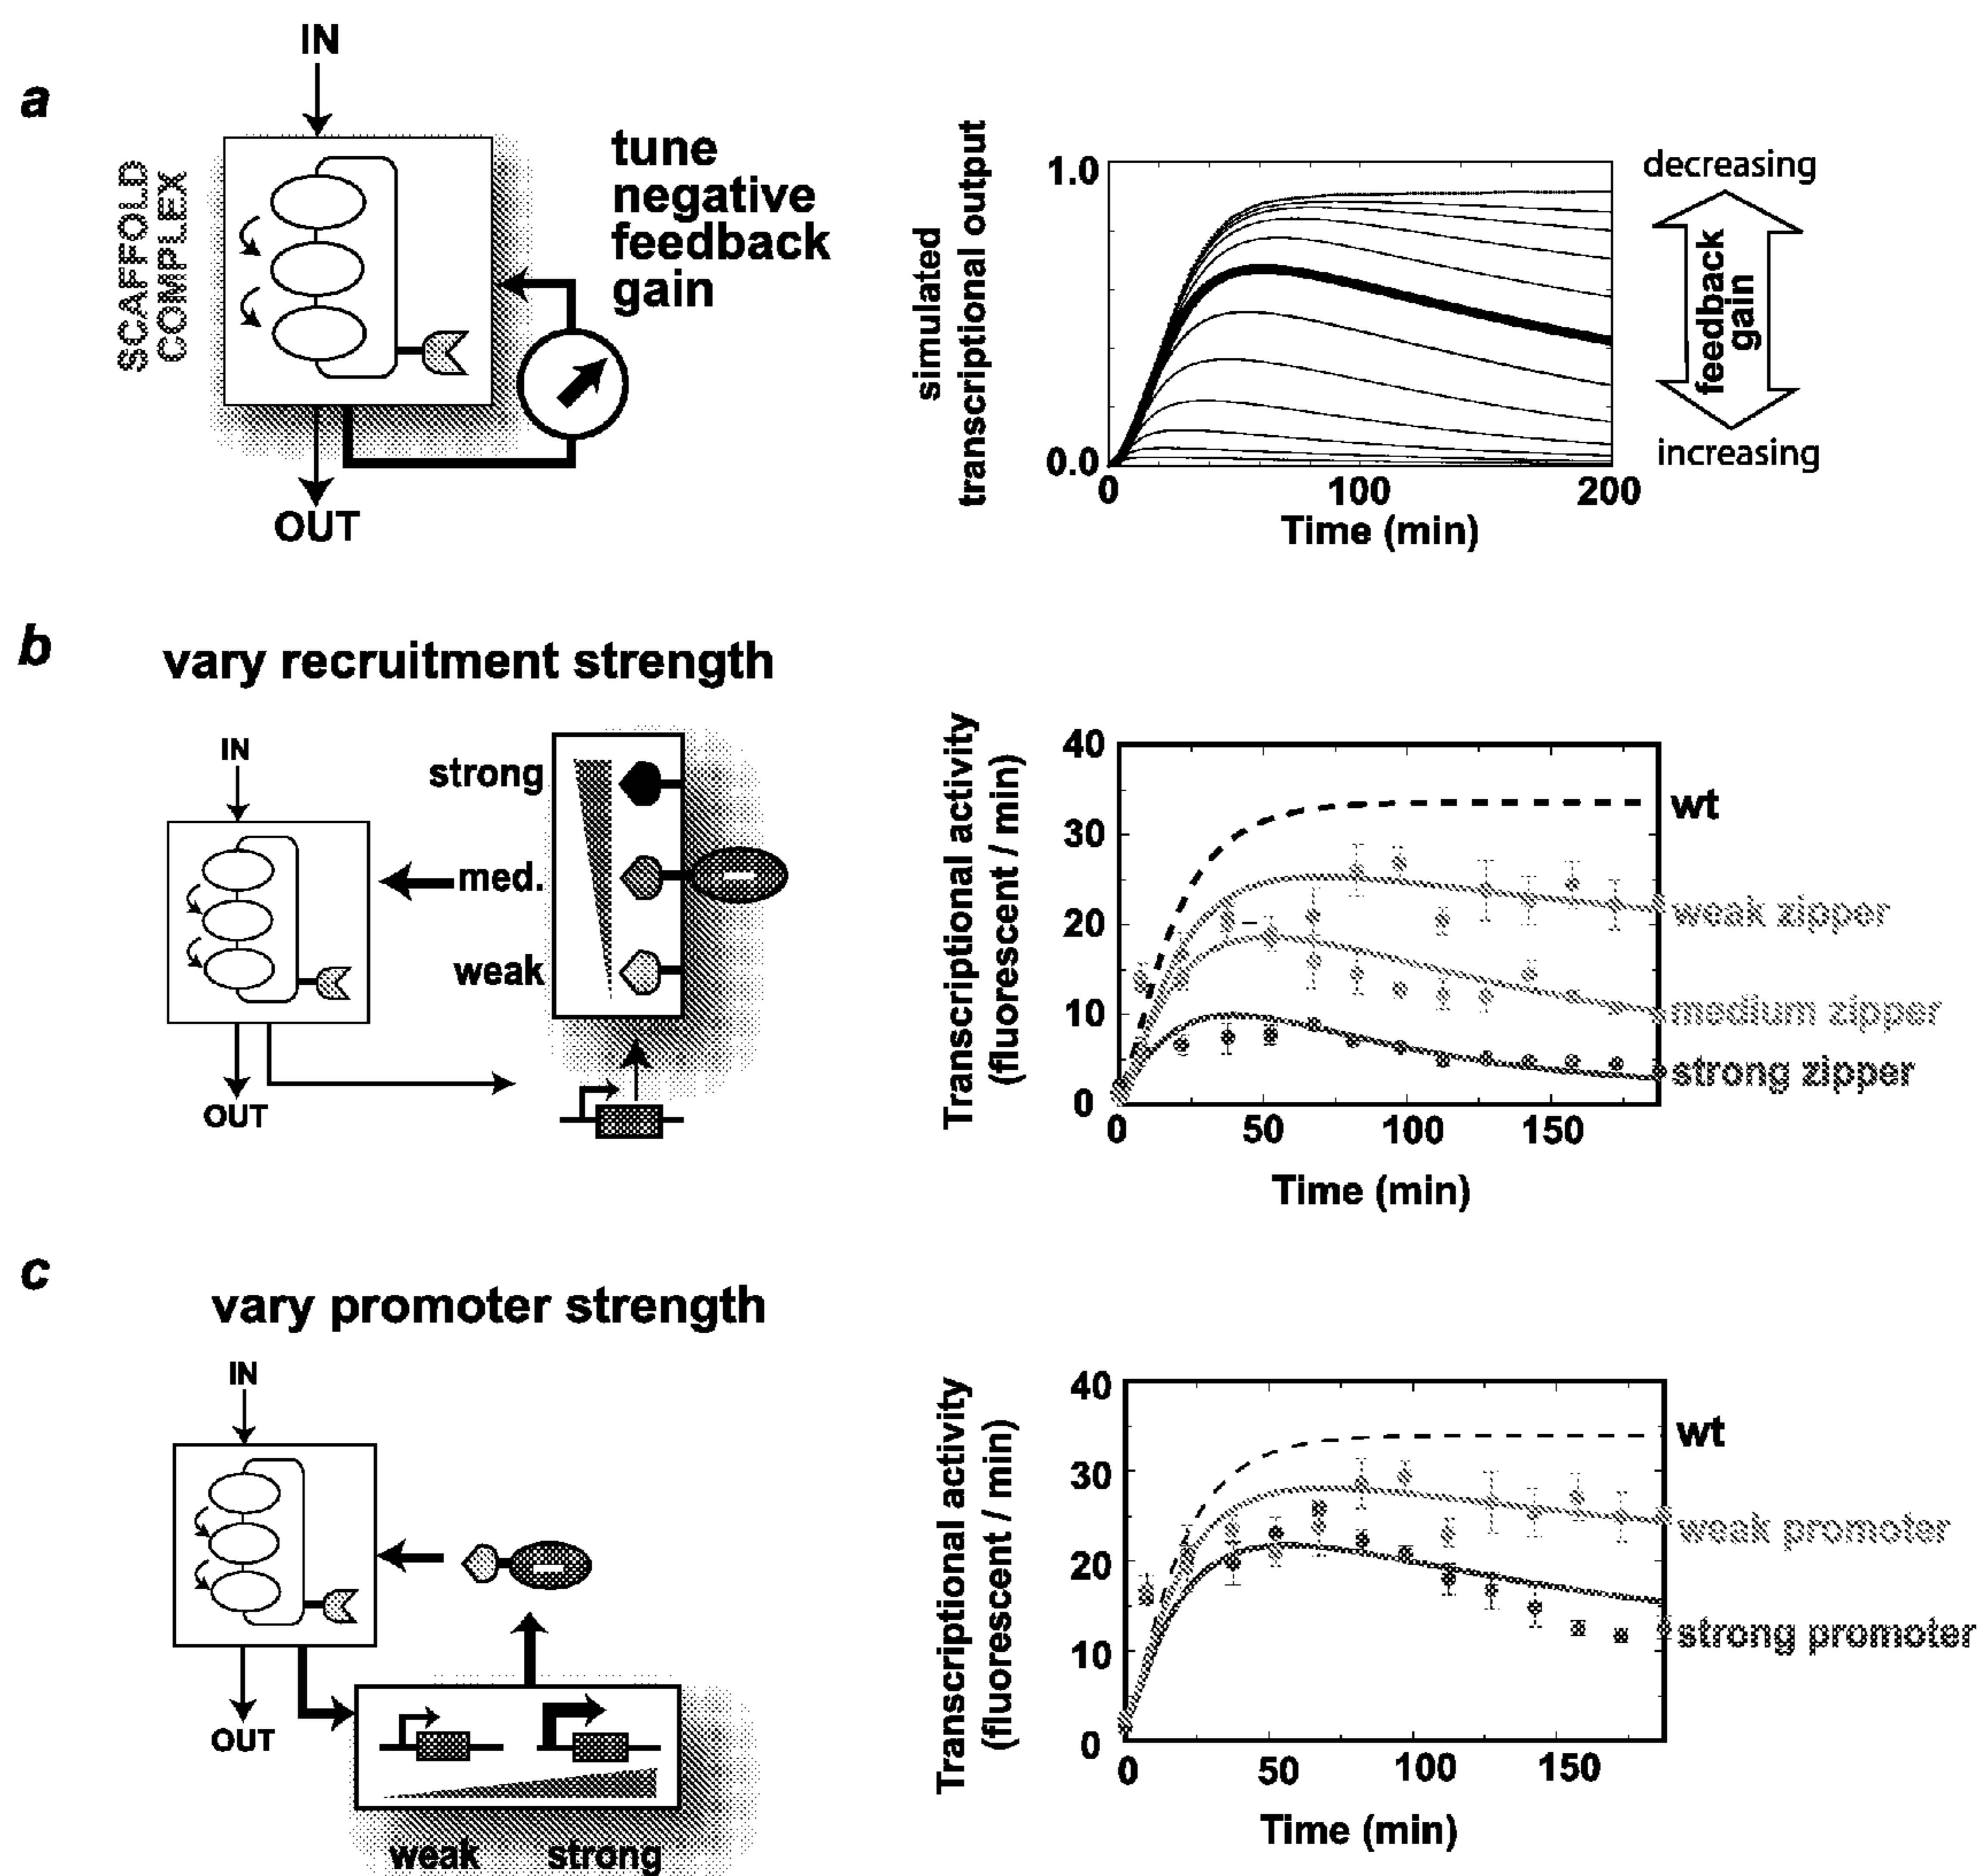 a
IN
SCAFFOLD
COMPLEX
tune
negative
feedback
gain
OUT
simulated
transcriptional output
1.0
0.0
0
100
200
Time (min)
decreasing
feedback
gain
increasing
b
vary recruitment strength
IN
strong
med.
weak
OUT
Transcriptional activity
(fluorescent / min)
40
30
20
10
0
0
50
100
150
Time (min)
wt
weak zipper
medium zipper
strong zipper
c
vary promoter strength
IN
OUT
weak
strong
Transcriptional activity
(fluorescent / min)
40
30
20
10
0
0
50
100
150
Time (min)
wt
weak promoter
strong promoter